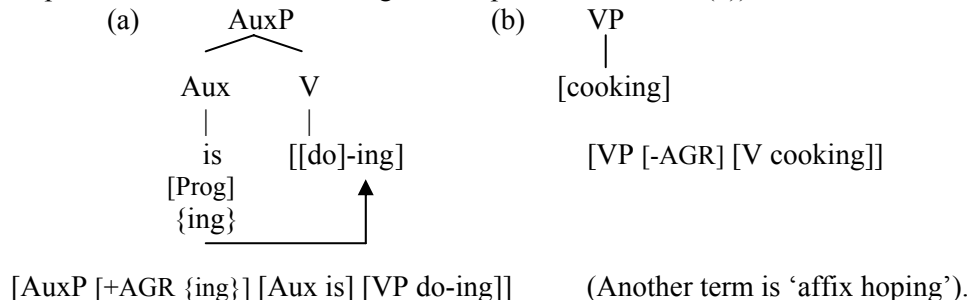 (a) AuxP (b) VP
Aux V [cooking]
is [[do]-ing] [VP [-AGR] [V cooking]]
[Prog]
{ing}
[AuxP [+AGR {ing}] [Aux is] [VP do-ing]] (Another term is ‘affix hoping’).